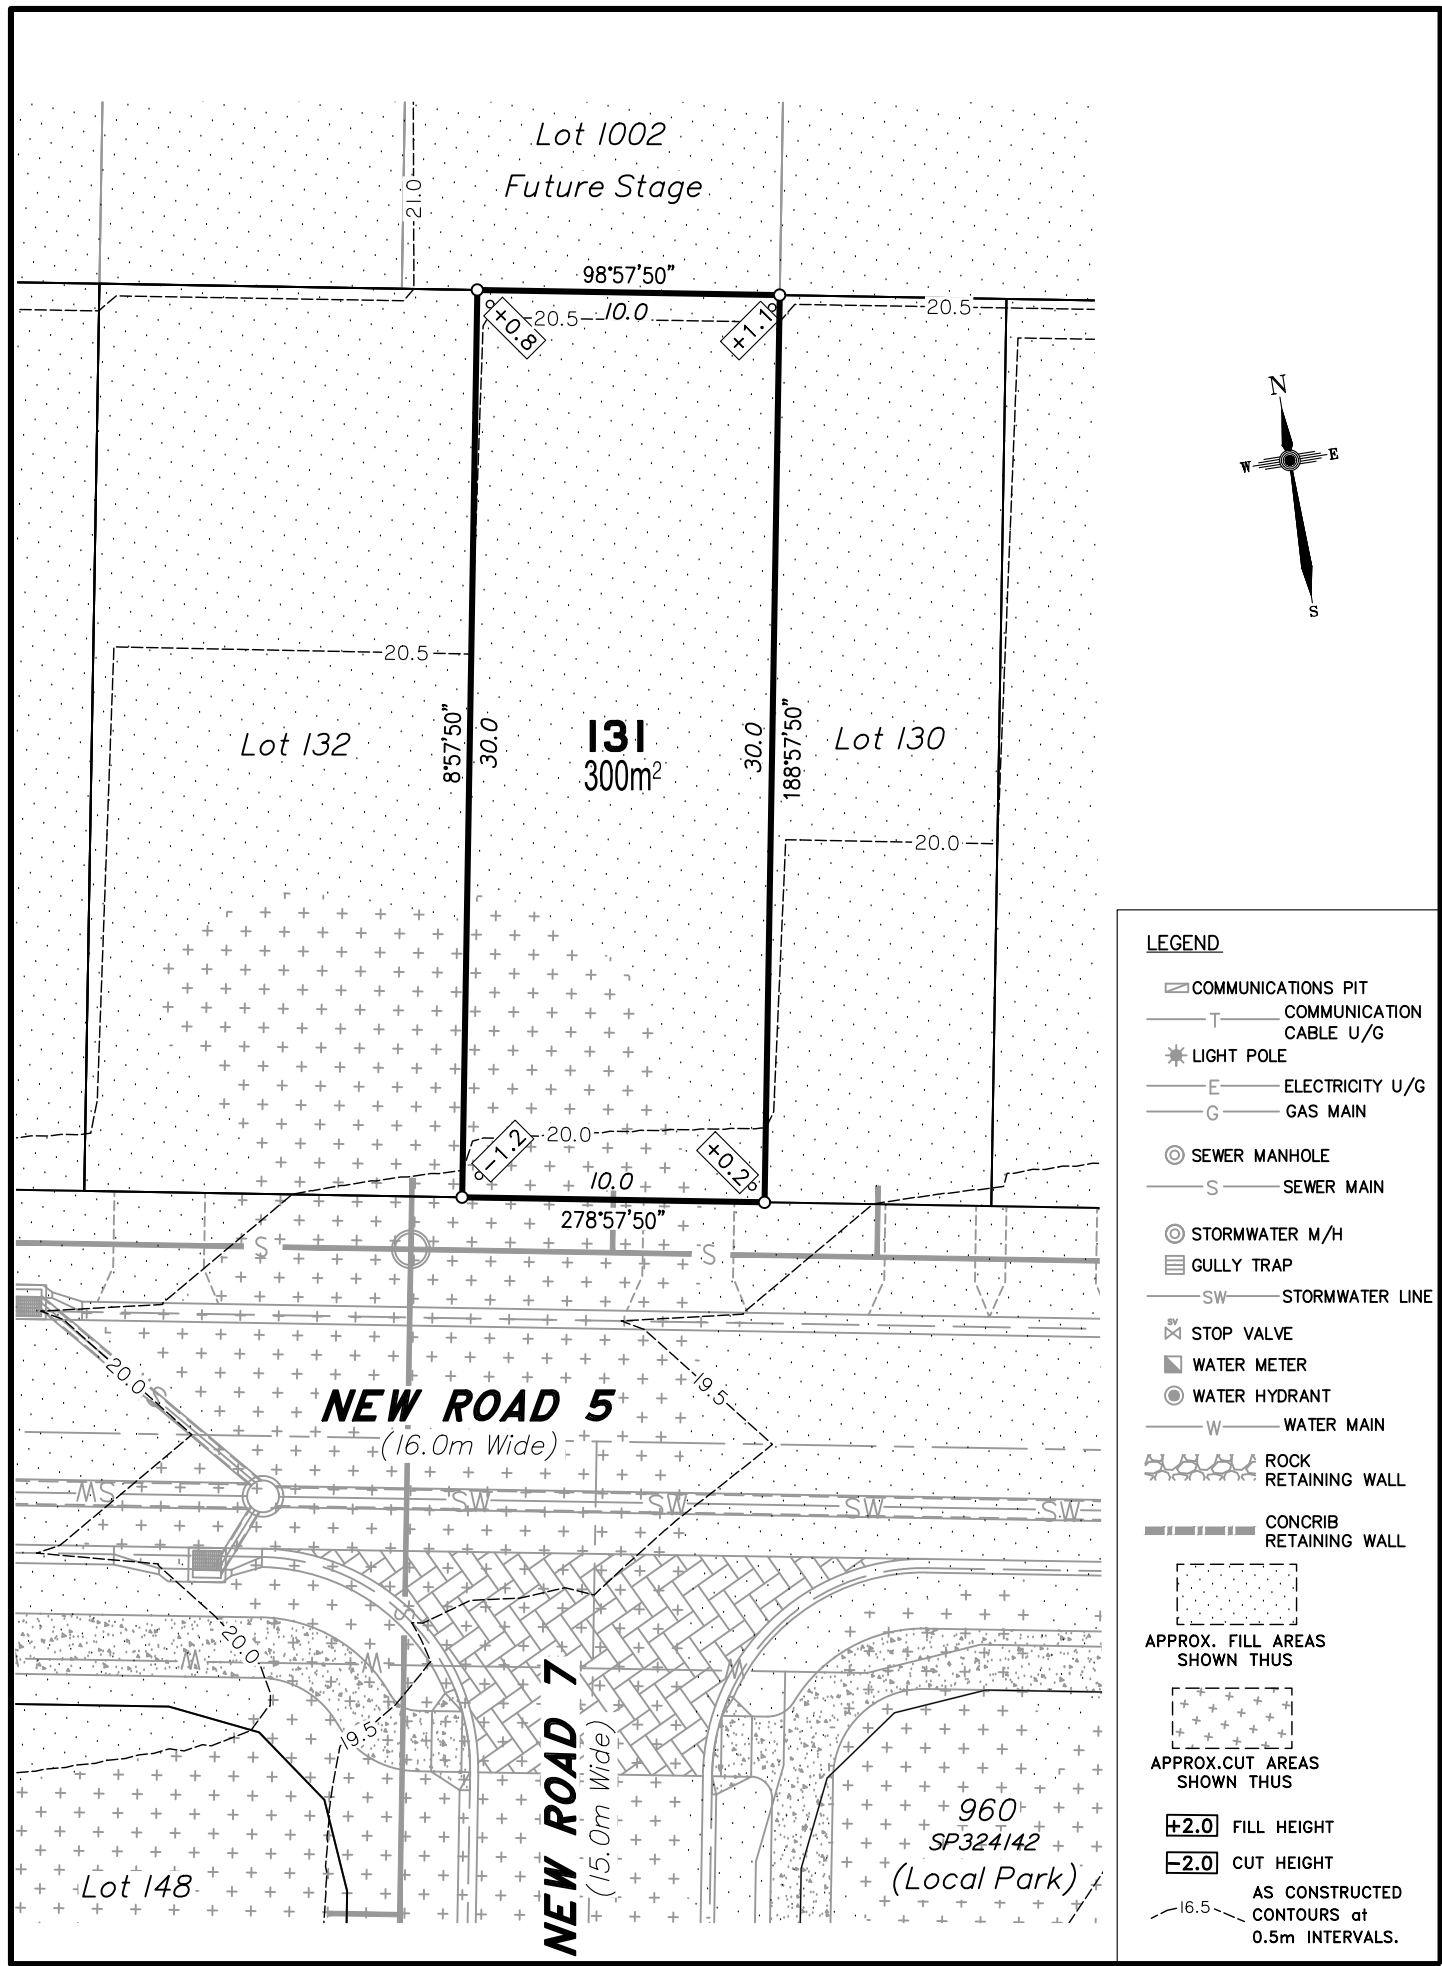 Lot 1002
Future Stage
21.0
98°57'50"
10.0
+0.8
20.5
+1.1
20.5
N
W
E
S
20.5
Lot 132
8°57'50"
30.0
131
300m²
30.0
188°57'50"
Lot 130
20.0
-1.2
20.0
+0.2
10.0
278°57'50"
S
S
20.0
S
19.5
NEW ROAD 5
(16.0m Wide)
SW
SW
SW
SW
SW
S
20.0
W
W
W
19.5
NEW ROAD 7
(15.0m Wide)
Lot 148
960
SP324142
(Local Park)
LEGEND
COMMUNICATIONS PIT
T COMMUNICATION
CABLE U/G
LIGHT POLE
E ELECTRICITY U/G
G GAS MAIN
SEWER MANHOLE
S SEWER MAIN
STORMWATER M/H
GULLY TRAP
SW STORMWATER LINE
SV
STOP VALVE
WATER METER
WATER HYDRANT
W WATER MAIN
ROCK
RETAINING WALL
CONCRIB
RETAINING WALL
APPROX. FILL AREAS
SHOWN THUS
APPROX.CUT AREAS
SHOWN THUS
+2.0 FILL HEIGHT
-2.0 CUT HEIGHT
AS CONSTRUCTED
16.5 CONTOURS at
0.5m INTERVALS.